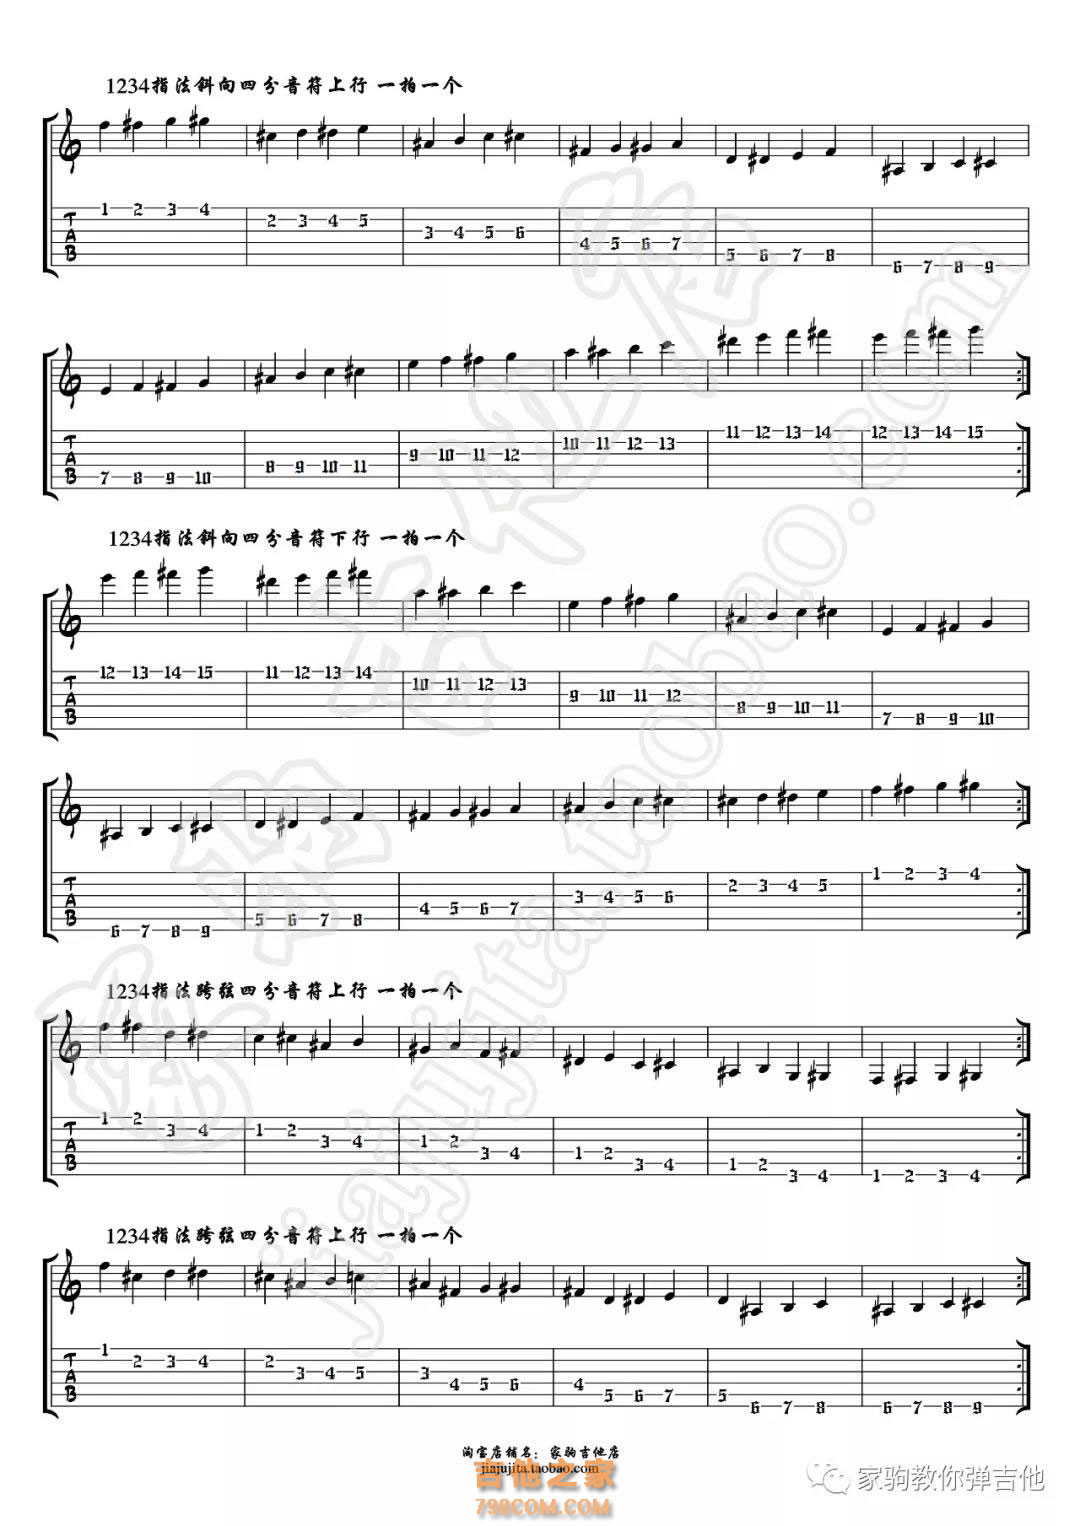 1234指法斜向四分音符上行 一拍一个
1 2 3 4 2 3 4 5 3 4 5 6 4 5 6 7 5 6 7 8 6 7 8 9
TAB
7 8 9 10 8 9 10 11 9 10 11 12 10 11 12 13 11 12 13 14 12 13 14 15
TAB
1234指法斜向四分音符下行 一拍一个
12 13 14 15 11 12 13 14 10 11 12 13 9 10 11 12 8 9 10 11 7 8 9 10
TAB
6 7 8 9 5 6 7 8 4 5 6 7 3 4 5 6 2 3 4 5 1 2 3 4
TAB
1234指法跨弦四分音符上行 一拍一个
1 2 3 4 1 2 3 4 1 2 3 4 1 2 3 4 1 2 3 4 1 2 3 4
TAB
1234指法跨弦四分音符上行 一拍一个
1 2 3 4 2 3 4 5 3 4 5 6 4 5 6 7 5 6 7 8 6 7 8 9
TAB
淘宝店铺名：家驹吉他店
jiajujita.taobao.com
吉他之家
798COM.COM
家驹教你弹吉他
jiajujita.taobao.com